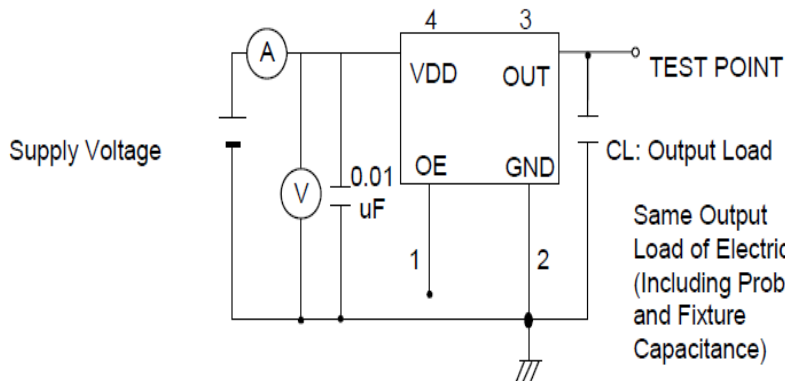 4
3
A
VDD
OUT
TEST POINT
Supply Voltage
V
0.01
uF
OE
GND
CL: Output Load
1
2
Same Output
Load of Electric
(Including Prob
and Fixture
Capacitance)